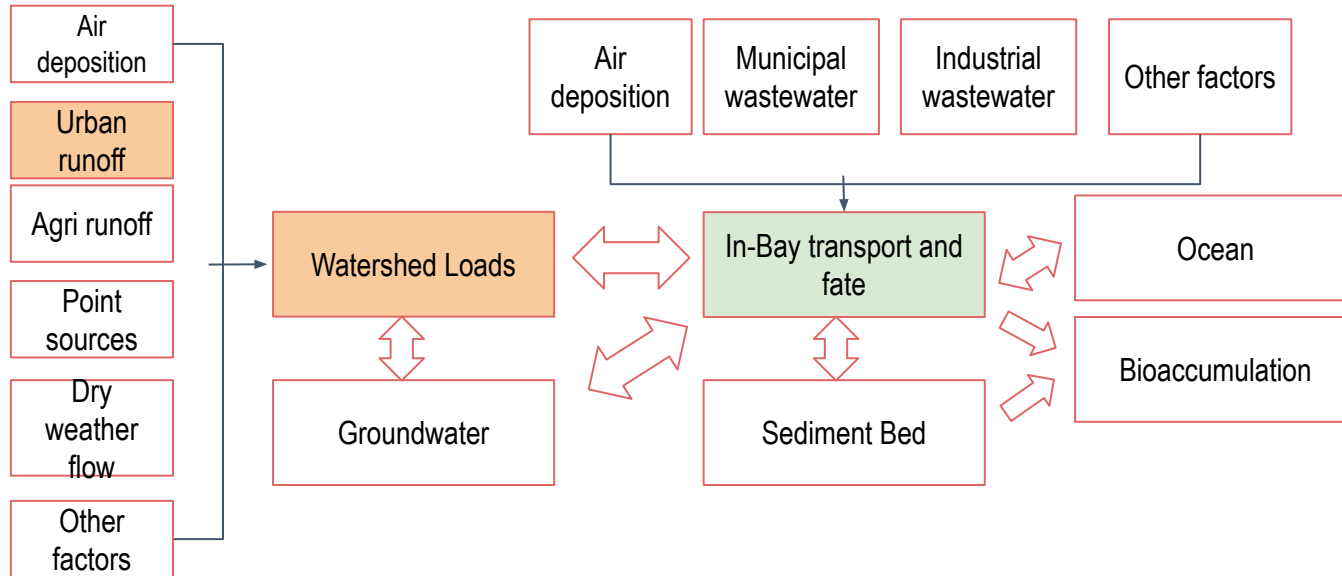 Air
deposition
Urban
runoff
Agri runoff
Point
sources
Dry
weather
flow
Other
factors
Air
deposition
Municipal
wastewater
Industrial
wastewater
Other factors
Watershed Loads
In-Bay transport and
fate
Ocean
Groundwater
Sediment Bed
Bioaccumulation